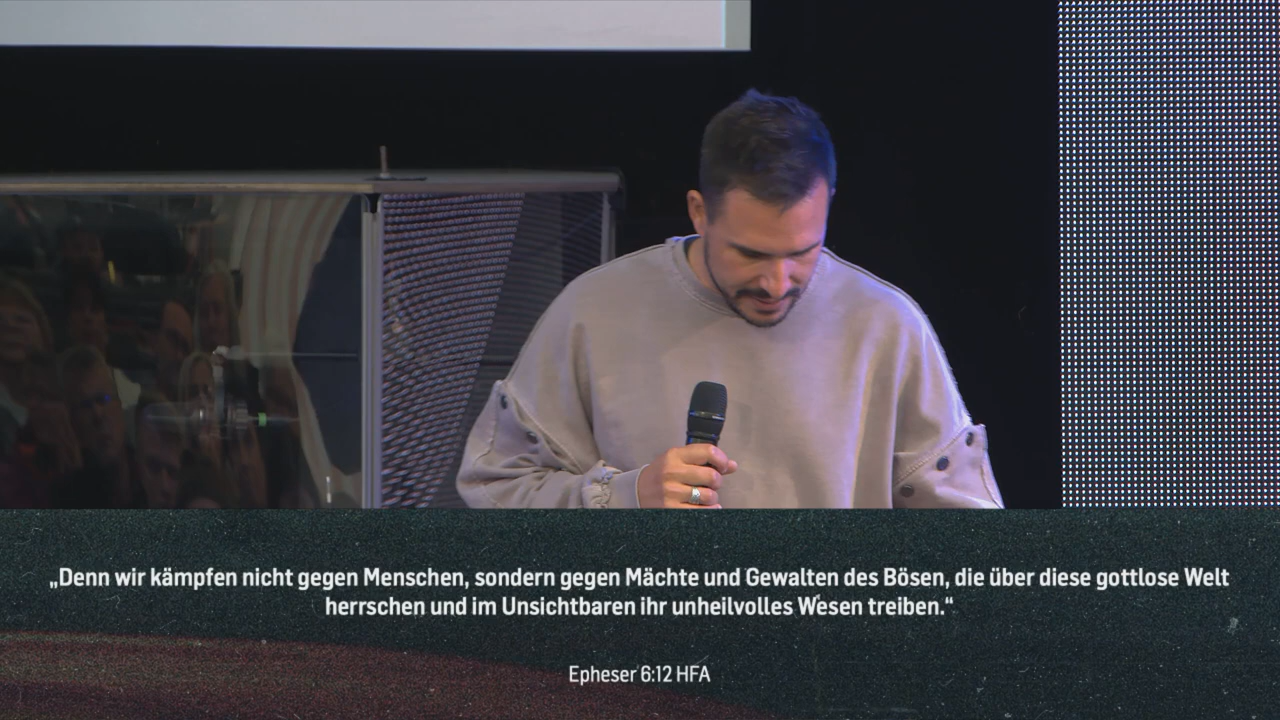 „Denn wir kämpfen nicht gegen Menschen, sondern gegen Mächte und Gewalten des Bösen, die über diese gottlose Welt
herrschen und im Unsichtbaren ihr unheilvolles Wesen treiben.“
Epheser 6:12 HFA